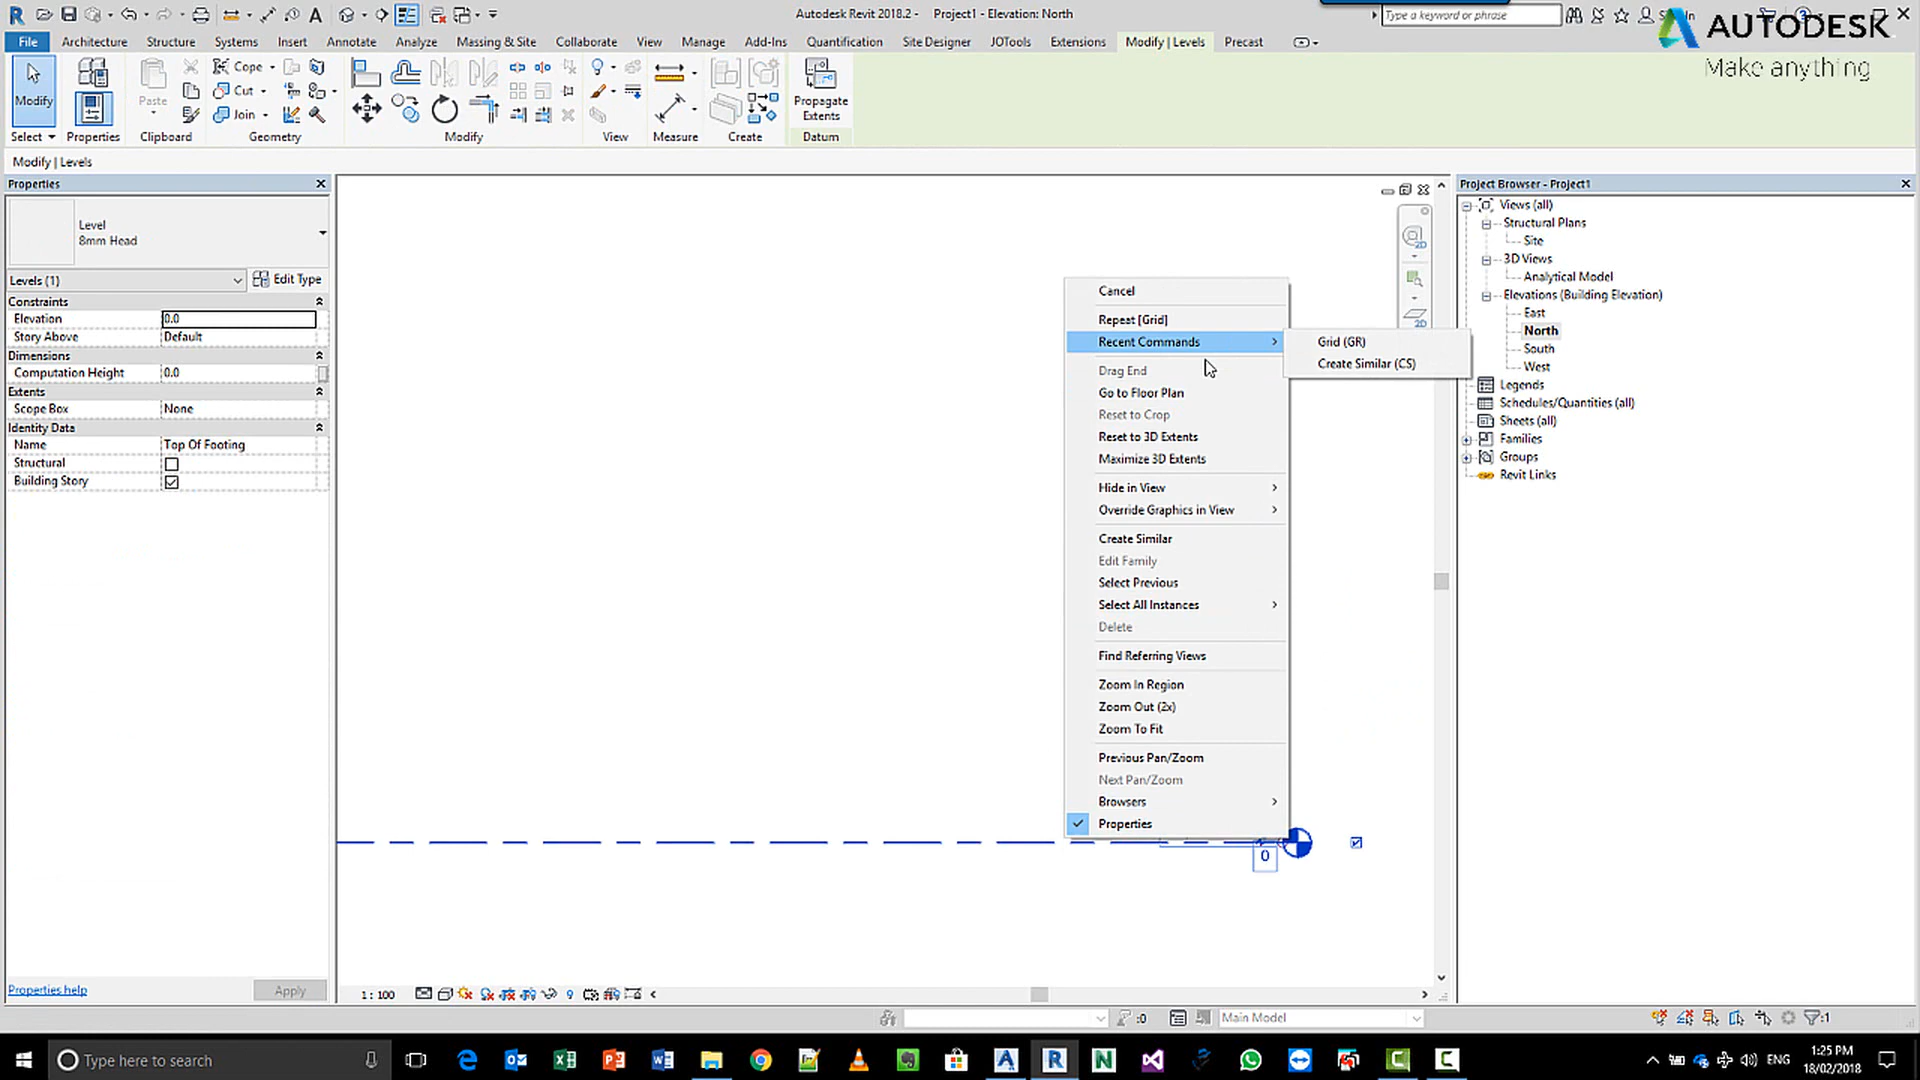 Autodesk Revit 2018.2 - Project1 - Elevation: North
Type a keyword or phrase
AUTODESK
Make anything
File Architecture Structure Systems Insert Annotate Analyze Massing & Site Collaborate View Manage Add-Ins Quantification Site Designer JOTools Extensions Modify | Levels Precast
Modify
Paste
Cope
Cut
Join
Propagate
Extents
Select Properties Clipboard Geometry Modify View Measure Create Datum
Modify | Levels
Properties
Level
8mm Head
Levels (1) Edit Type
Constraints
Elevation 0.0
Story Above Default
Dimensions
Computation Height 0.0
Extents
Scope Box None
Identity Data
Name Top Of Footing
Structural
Building Story
Properties help Apply
Cancel
Repeat [Grid]
Recent Commands
Grid (GR)
Create Similar (CS)
Drag End
Go to Floor Plan
Reset to Crop
Reset to 3D Extents
Maximize 3D Extents
Hide in View
Override Graphics in View
Create Similar
Edit Family
Select Previous
Select All Instances
Delete
Find Referring Views
Zoom In Region
Zoom Out (2x)
Zoom To Fit
Previous Pan/Zoom
Next Pan/Zoom
Browsers
Properties
0
2D
2D
Project Browser - Project1
Views (all)
Structural Plans
Site
3D Views
Analytical Model
Elevations (Building Elevation)
East
North
South
West
Legends
Schedules/Quantities (all)
Sheets (all)
Families
Groups
Revit Links
1 : 100
:0
Main Model
:1
Type here to search
ENG
1:25 PM
18/02/2018